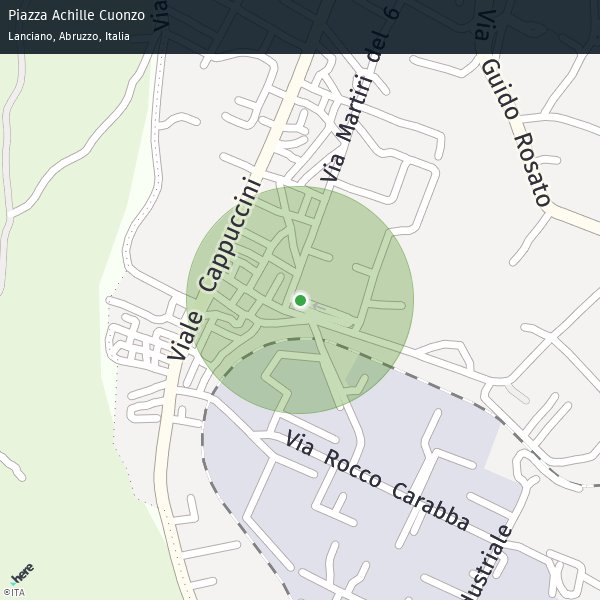 Piazza Achille Cuonzo
Lanciano, Abruzzo, Italia
Via
Via Guido Rosato
Via Martiri del 6
Viale Cappuccini
Via Rocco Carabba
dustriale
here
©ITA